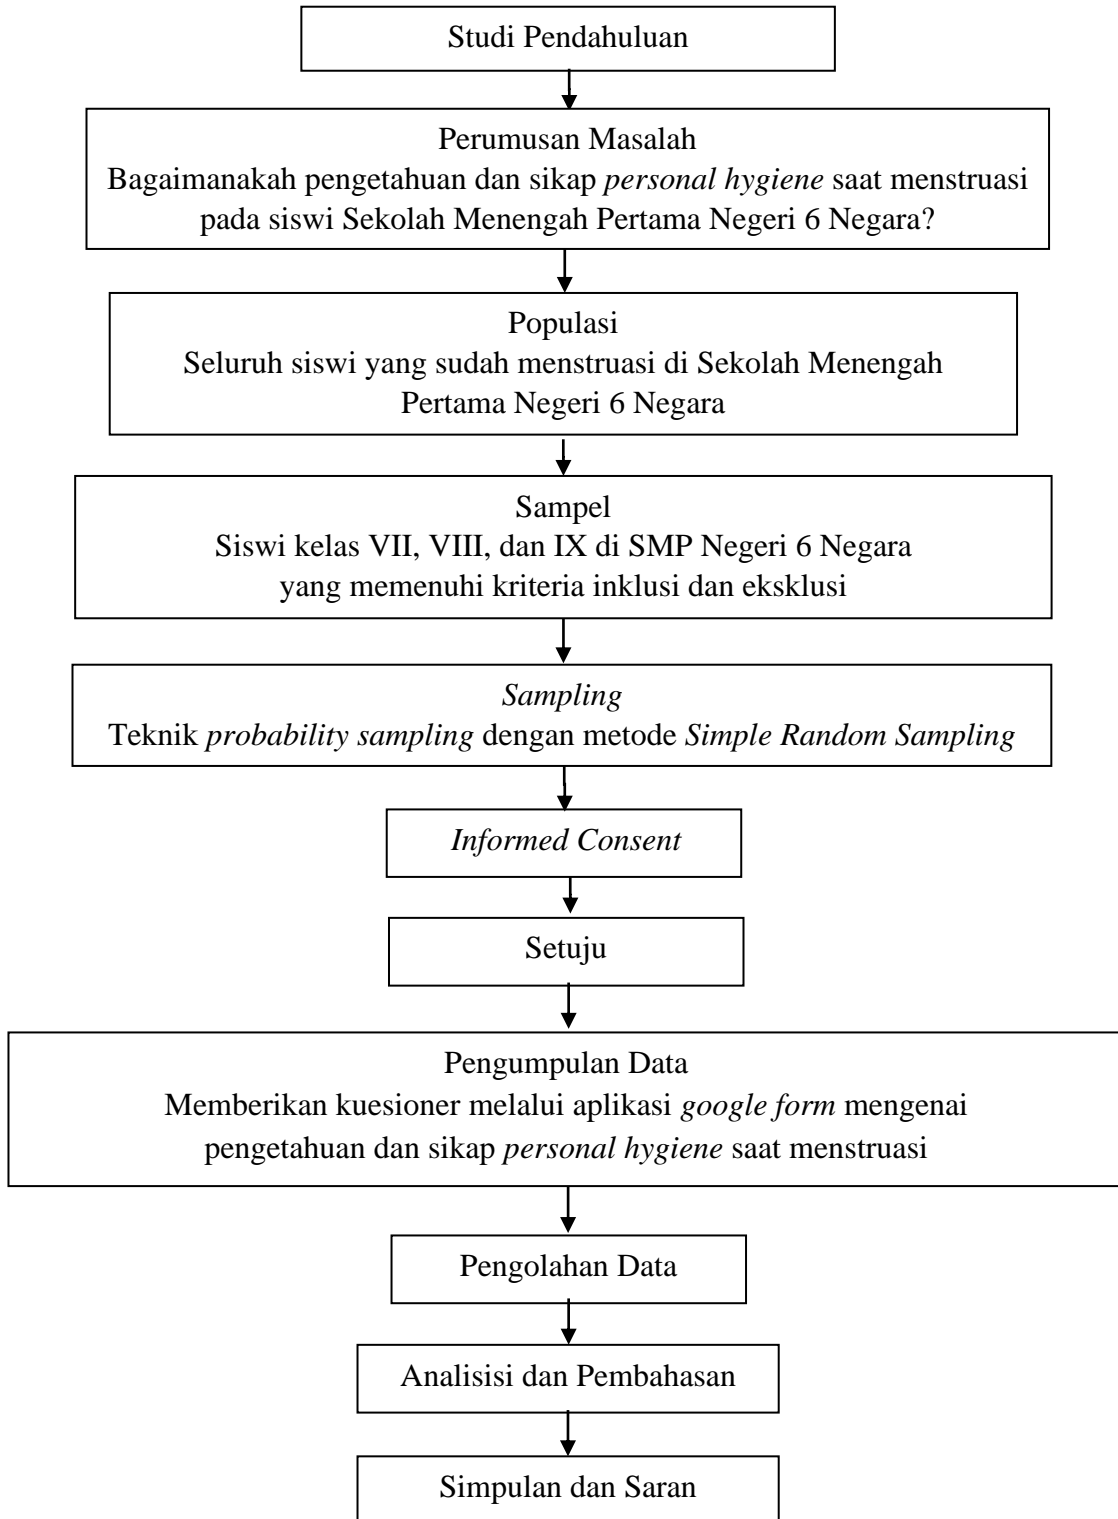 Studi Pendahuluan
Perumusan Masalah
Bagaimanakah pengetahuan dan sikap personal hygiene saat menstruasi
pada siswi Sekolah Menengah Pertama Negeri 6 Negara?
Populasi
Seluruh siswi yang sudah menstruasi di Sekolah Menengah
Pertama Negeri 6 Negara
Sampel
Siswi kelas VII, VIII, dan IX di SMP Negeri 6 Negara
yang memenuhi kriteria inklusi dan eksklusi
Sampling
Teknik probability sampling dengan metode Simple Random Sampling
Informed Consent
Setuju
Pengumpulan Data
Memberikan kuesioner melalui aplikasi google form mengenai
pengetahuan dan sikap personal hygiene saat menstruasi
Pengolahan Data
Analisisi dan Pembahasan
Simpulan dan Saran